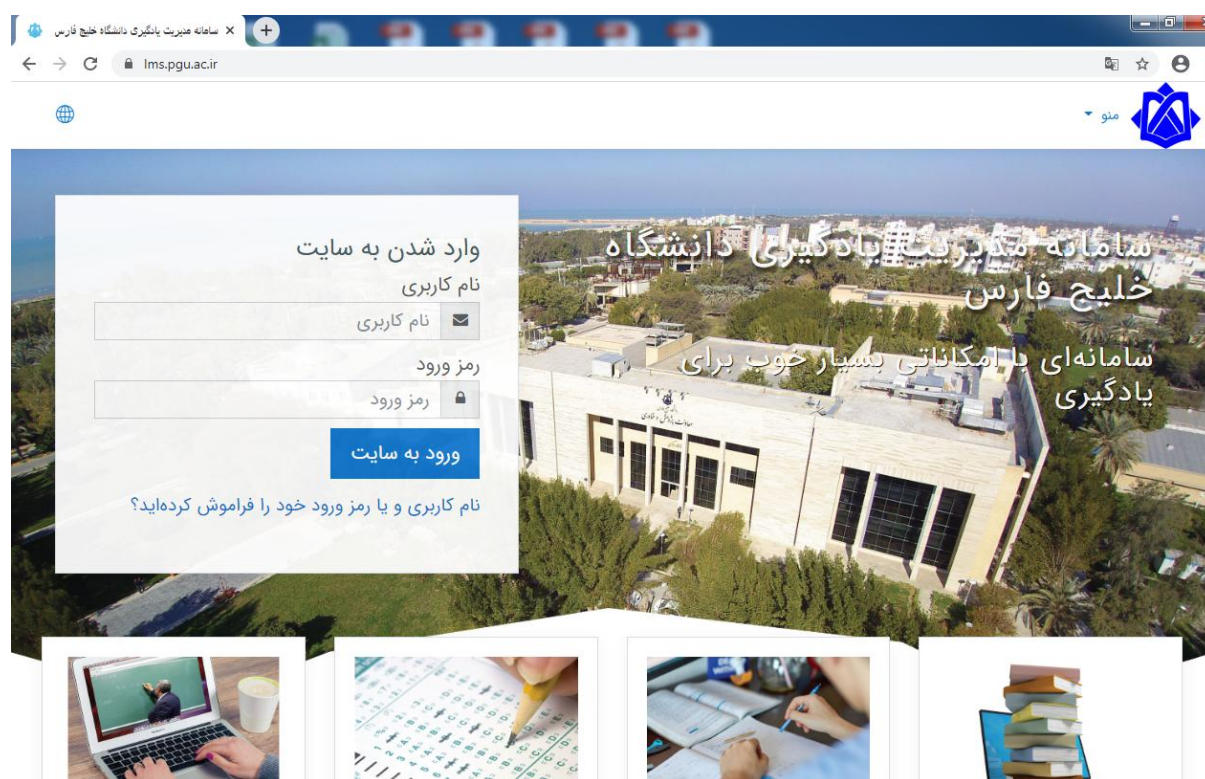 سامانه مدیریت یادگیری دانشگاه خلیج فارس
lms.pgu.ac.ir
منو
سامانه مدیریت یادگیری دانشگاه
خلیج فارس
سامانه‌ای با امکاناتی بسیار خوب برای
یادگیری
وارد شدن به سایت
نام کاربری
نام کاربری
رمز ورود
رمز ورود
ورود به سایت
نام کاربری و یا رمز ورود خود را فراموش کرده‌اید؟